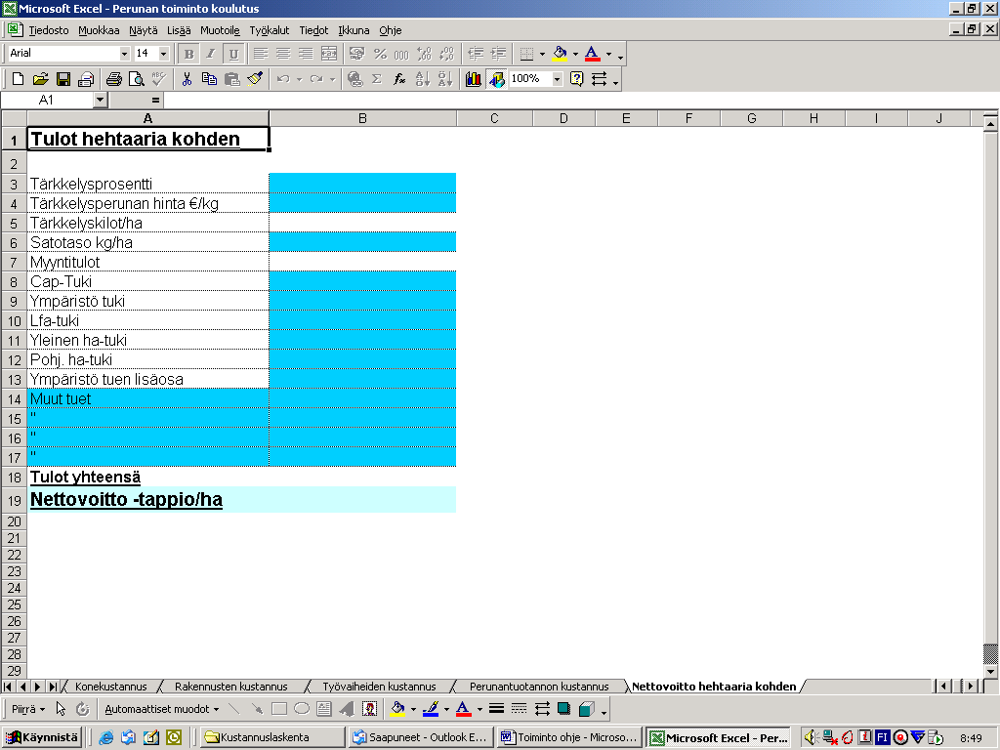 Microsoft Excel - Perunan toiminto koulutus
Tiedosto Muokkaa Näytä Lisää Muotoile Työkalut Tiedot Ikkuna Ohje
Arial 14 B I U % 000
Σ fx 100%
A1 =
A B C D E F G H I J
1 Tulot hehtaaria kohden
2
3 Tärkkelysprosentti
4 Tärkkelysperunan hinta €/kg
5 Tärkkelyskilot/ha
6 Satotaso kg/ha
7 Myyntitulot
8 Cap-Tuki
9 Ympäristö tuki
10 Lfa-tuki
11 Yleinen ha-tuki
12 Pohj. ha-tuki
13 Ympäristö tuen lisäosa
14 Muut tuet
15 "
16 "
17 "
18 Tulot yhteensä
19 Nettovoitto -tappio/ha
20
21
22
23
24
25
26
27
28
29
Konekustannus Rakennusten kustannus Työvaiheiden kustannus Perunantuotannon kustannus Nettovoitto hehtaaria kohden
Piirrä Automaattiset muodot
Käynnistä Kustannuslaskenta Saapuneet - Outlook E... Toiminto ohje - Microso... Microsoft Excel - Per... FI 8:49